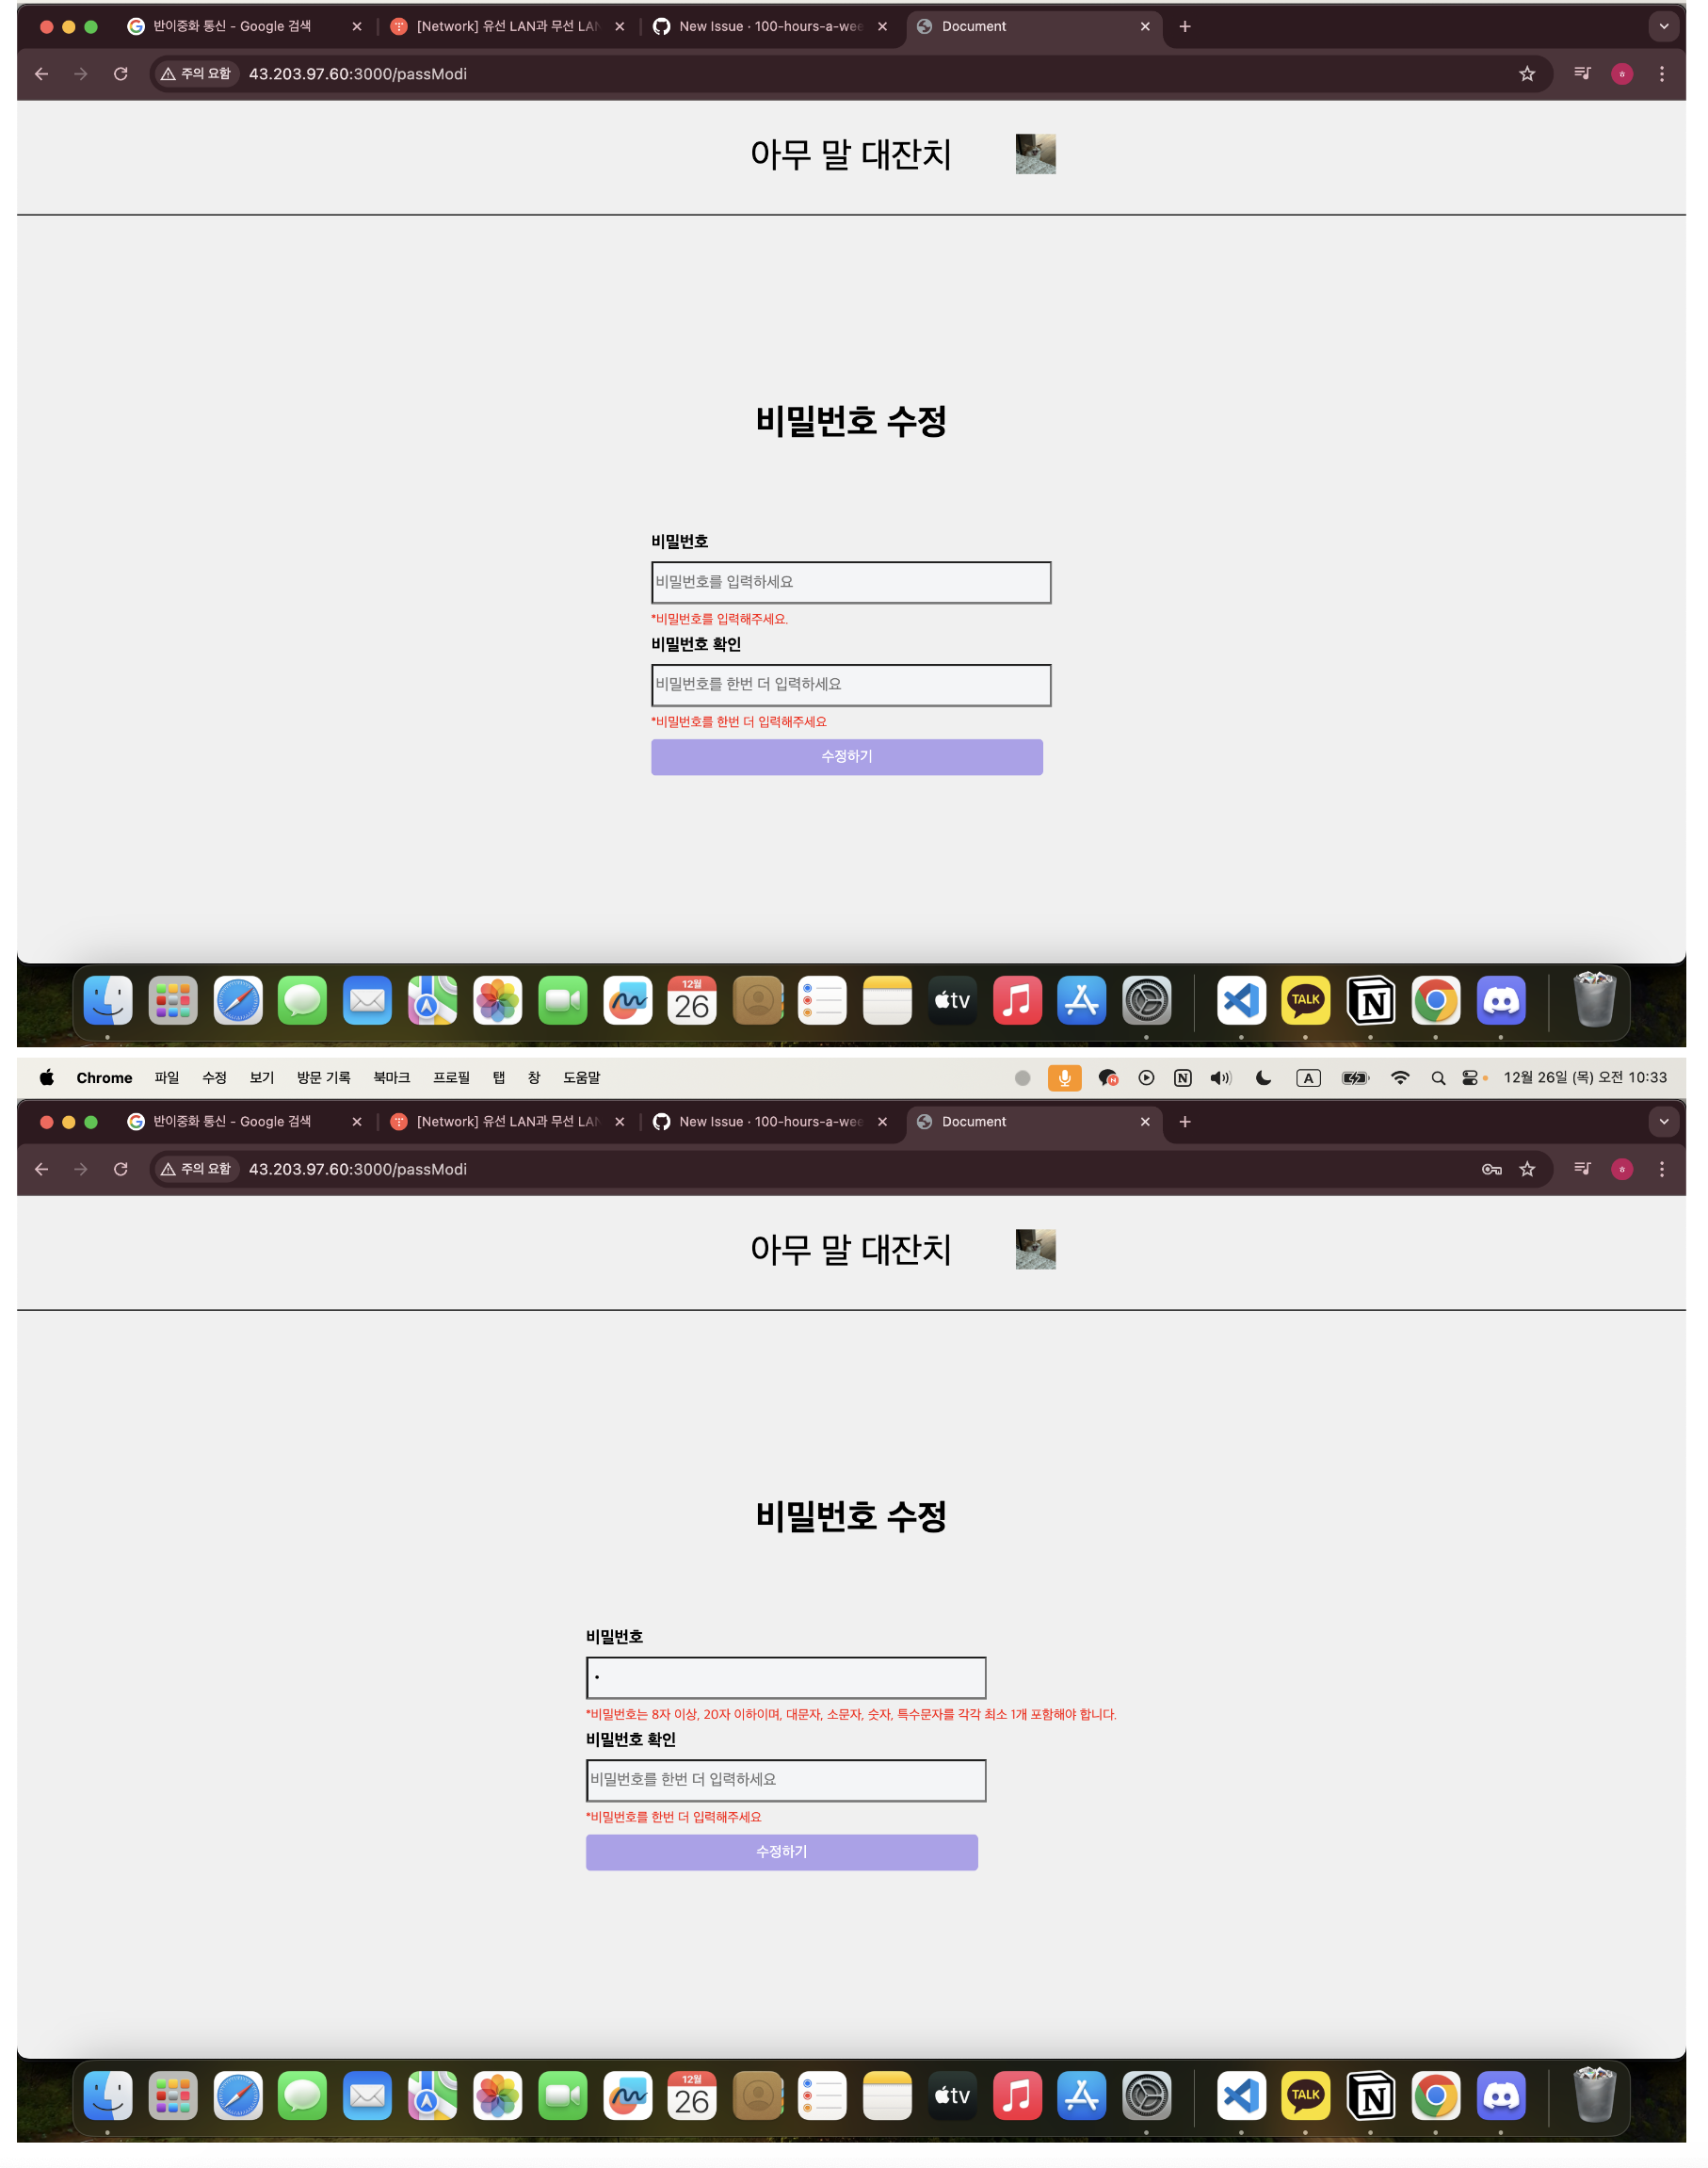 반이중화 통신 - Google 검색
[Network] 유선 LAN과 무선 LAN
New Issue · 100-hours-a-wee
Document
주의 요함
43.203.97.60:3000/passModi
아무 말 대잔치
비밀번호 수정
비밀번호
비밀번호를 입력하세요
*비밀번호를 입력해주세요.
비밀번호 확인
비밀번호를 한번 더 입력하세요
*비밀번호를 한번 더 입력해주세요
수정하기
12월
26
tv
TALK
N
Chrome 파일 수정 보기 방문 기록 북마크 프로필 탭 창 도움말 N A 12월 26일 (목) 오전 10:33
반이중화 통신 - Google 검색
[Network] 유선 LAN과 무선 LAN
New Issue · 100-hours-a-wee
Document
주의 요함
43.203.97.60:3000/passModi
아무 말 대잔치
비밀번호 수정
비밀번호
*비밀번호는 8자 이상, 20자 이하이며, 대문자, 소문자, 숫자, 특수문자를 각각 최소 1개 포함해야 합니다.
비밀번호 확인
비밀번호를 한번 더 입력하세요
*비밀번호를 한번 더 입력해주세요
수정하기
12월
26
tv
TALK
N